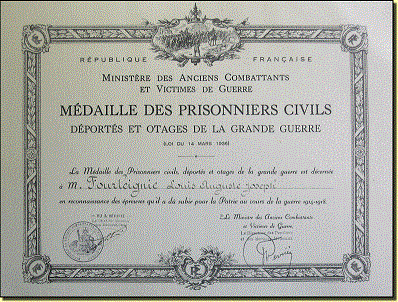 RÉPUBLIQUE FRANÇAISE
MINISTÈRE DES ANCIENS COMBATTANTS
ET VICTIMES DE GUERRE
MÉDAILLE DES PRISONNIERS CIVILS
DÉPORTÉS ET OTAGES DE LA GRANDE GUERRE
(LOI DU 14 MARS 1936)
La Médaille des Prisonniers civils, déportés et otages de la grande guerre est décernée
à M. Fourleignie Louis Auguste Joseph
en reconnaissance des épreuves qu'il a dû subir pour la Patrie au cours de la guerre 1914-1918.
Le Ministre des Anciens Combattants
et Victimes de Guerre.